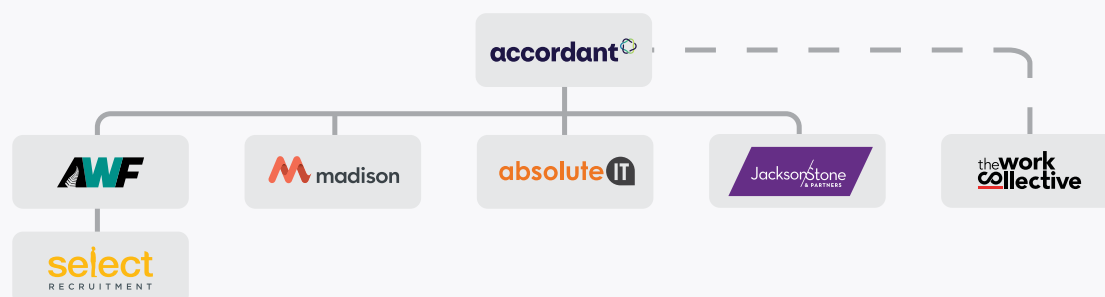 accordant
AWF
madison
absolute IT
JacksonStone
& PARTNERS
the work
collective
select
RECRUITMENT